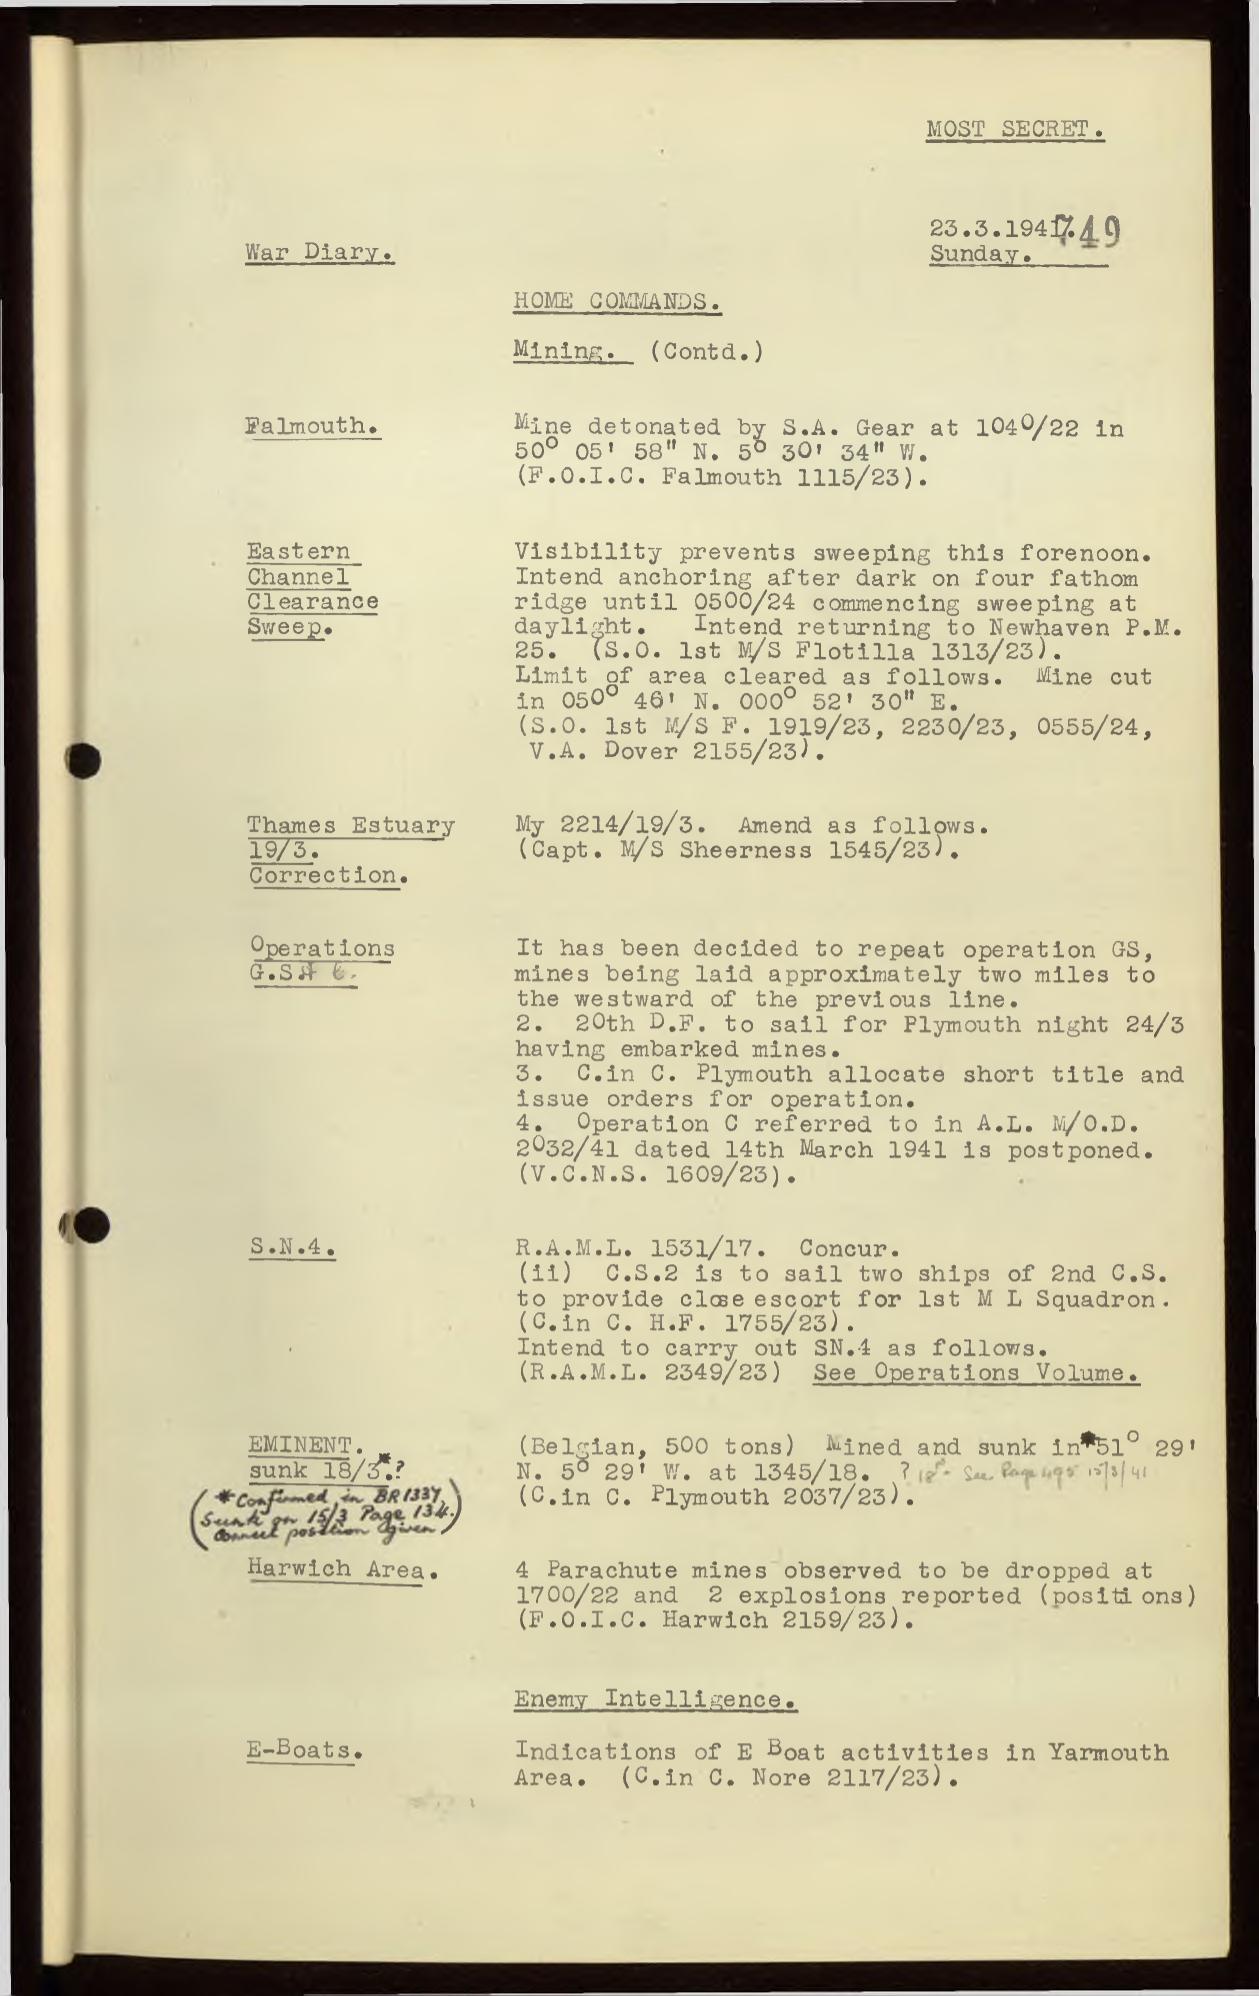 MOST SECRET.
23.3.1941.
749
War Diary.
Sunday.
HOME COMMANDS.
Mining. (Contd.)
Falmouth.
Mine detonated by S.A. Gear at 1040/22 in
50° 05' 58" N. 5° 30' 34" W.
(F.O.I.C. Falmouth 1115/23).
Eastern
Channel
Clearance
Sweep.
Visibility prevents sweeping this forenoon.
Intend anchoring after dark on four fathom
ridge until 0500/24 commencing sweeping at
daylight. Intend returning to Newhaven P.M.
25. (S.O. 1st M/S Flotilla 1313/23).
Limit of area cleared as follows. Mine cut
in 050° 46' N. 000° 52' 30" E.
(S.O. 1st M/S F. 1919/23, 2230/23, 0555/24,
V.A. Dover 2155/23).
Thames Estuary
19/3.
Correction.
My 2214/19/3. Amend as follows.
(Capt. M/S Sheerness 1545/23).
Operations
G.S.
It has been decided to repeat operation GS,
mines being laid approximately two miles to
the westward of the previous line.
2. 20th D.F. to sail for Plymouth night 24/3
having embarked mines.
3. C.in C. Plymouth allocate short title and
issue orders for operation.
4. Operation C referred to in A.L. M/O.D.
2032/41 dated 14th March 1941 is postponed.
(V.C.N.S. 1609/23).
S.N.4.
R.A.M.L. 1531/17. Concur.
(ii) C.S.2 is to sail two ships of 2nd C.S.
to provide close escort for 1st M L Squadron.
(C.in C. H.F. 1755/23).
Intend to carry out SN.4 as follows.
(R.A.M.L. 2349/23) See Operations Volume.
EMINENT.
sunk 18/3*.?
(*Confirmed in BR1337,
Sunk on 15/3 Page 134.
Correct position given)
(Belgian, 500 tons) Mined and sunk in*51° 29'
N. 5° 29' W. at 1345/18. ? 18th. See Page 495 15/3/41
(C.in C. Plymouth 2037/23).
Harwich Area.
4 Parachute mines observed to be dropped at
1700/22 and 2 explosions reported (positions)
(F.O.I.C. Harwich 2159/23).
Enemy Intelligence.
E-Boats.
Indications of E Boat activities in Yarmouth
Area. (C.in C. Nore 2117/23).